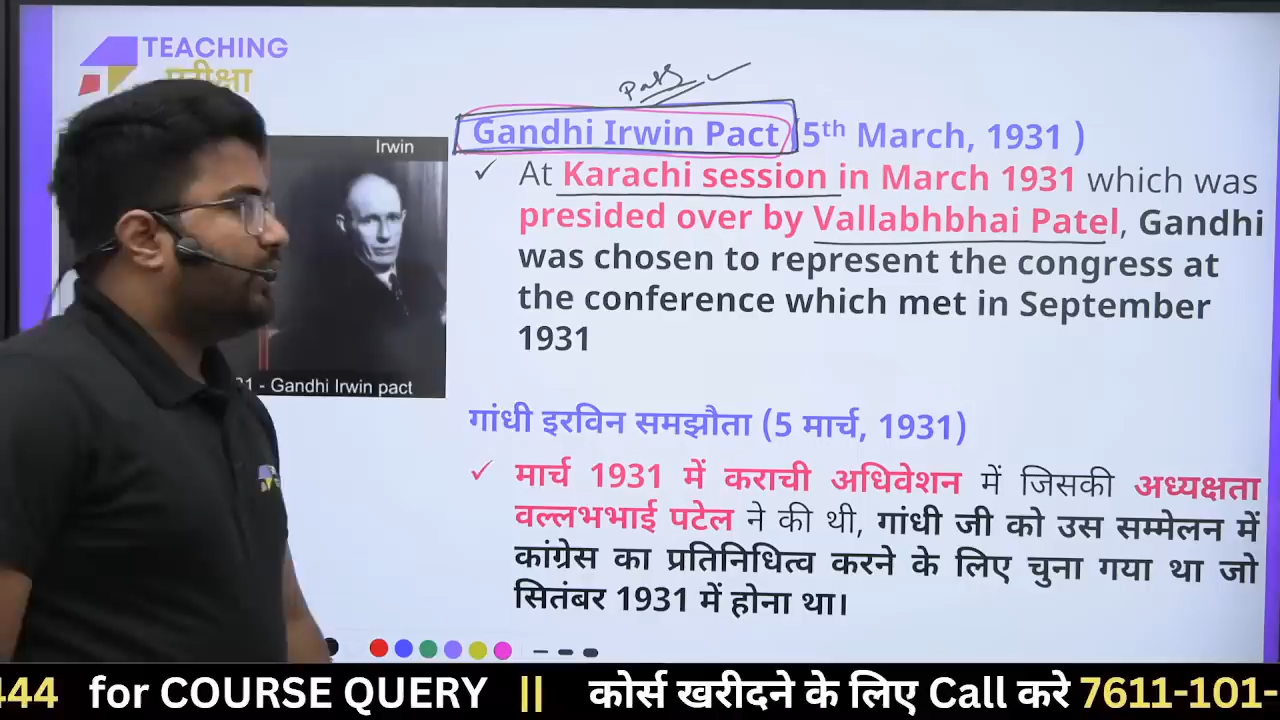 TEACHING
परीक्षा
Irwin
Gandhi Irwin Pact (5th March, 1931 )
✓ At Karachi session in March 1931 which was
presided over by Vallabhbhai Patel, Gandhi
was chosen to represent the congress at
the conference which met in September
1931
1 - Gandhi Irwin pact
गांधी इरविन समझौता (5 मार्च, 1931)
✓ मार्च 1931 में कराची अधिवेशन में जिसकी अध्यक्षता
वल्लभभाई पटेल ने की थी, गांधी जी को उस सम्मेलन में
कांग्रेस का प्रतिनिधित्व करने के लिए चुना गया था जो
सितंबर 1931 में होना था।
444 for COURSE QUERY || कोर्स खरीदने के लिए Call करे 7611-101-